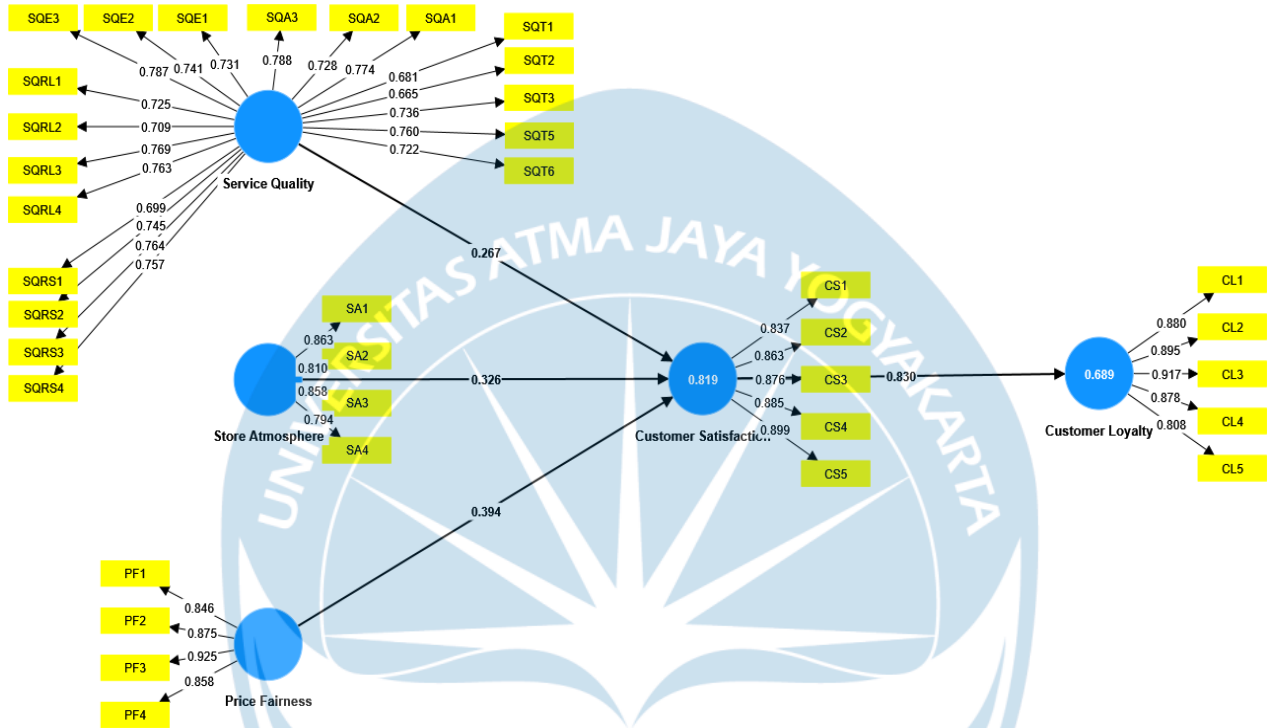 SQE3
SQE2
SQE1
SQA3
SQA2
SQA1
SQT1
SQT2
SQT3
SQT5
SQT6
SQRL1
SQRL2
SQRL3
SQRL4
SQRS1
SQRS2
SQRS3
SQRS4
0.787
0.741
0.731
0.788
0.728
0.774
0.681
0.665
0.736
0.760
0.722
0.725
0.709
0.769
0.763
0.699
0.745
0.764
0.757
Service Quality
0.267
UNIVERSITAS ATMA JAYA YOGYAKARTA
SA1
SA2
SA3
SA4
0.863
0.810
0.858
0.794
Store Atmosphere
0.326
0.819
Customer Satisfaction
CS1
CS2
CS3
CS4
CS5
0.837
0.863
0.876
0.885
0.899
0.830
0.689
Customer Loyalty
CL1
CL2
CL3
CL4
CL5
0.880
0.895
0.917
0.878
0.808
0.394
PF1
PF2
PF3
PF4
0.846
0.875
0.925
0.858
Price Fairness